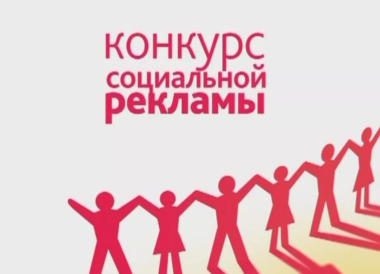 конкурс
социальной
рекламы